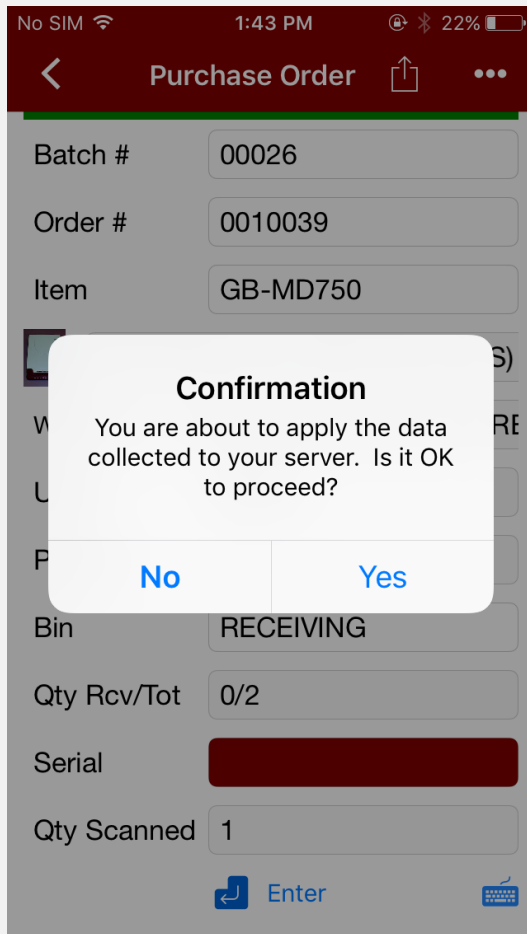 No SIM 1:43 PM 22%
Purchase Order
Batch # 00026
Order # 0010039
Item GB-MD750
S)
Confirmation
You are about to apply the data
collected to your server.  Is it OK
to proceed?
No Yes
Bin RECEIVING
Qty Rcv/Tot 0/2
Serial
Qty Scanned 1
Enter